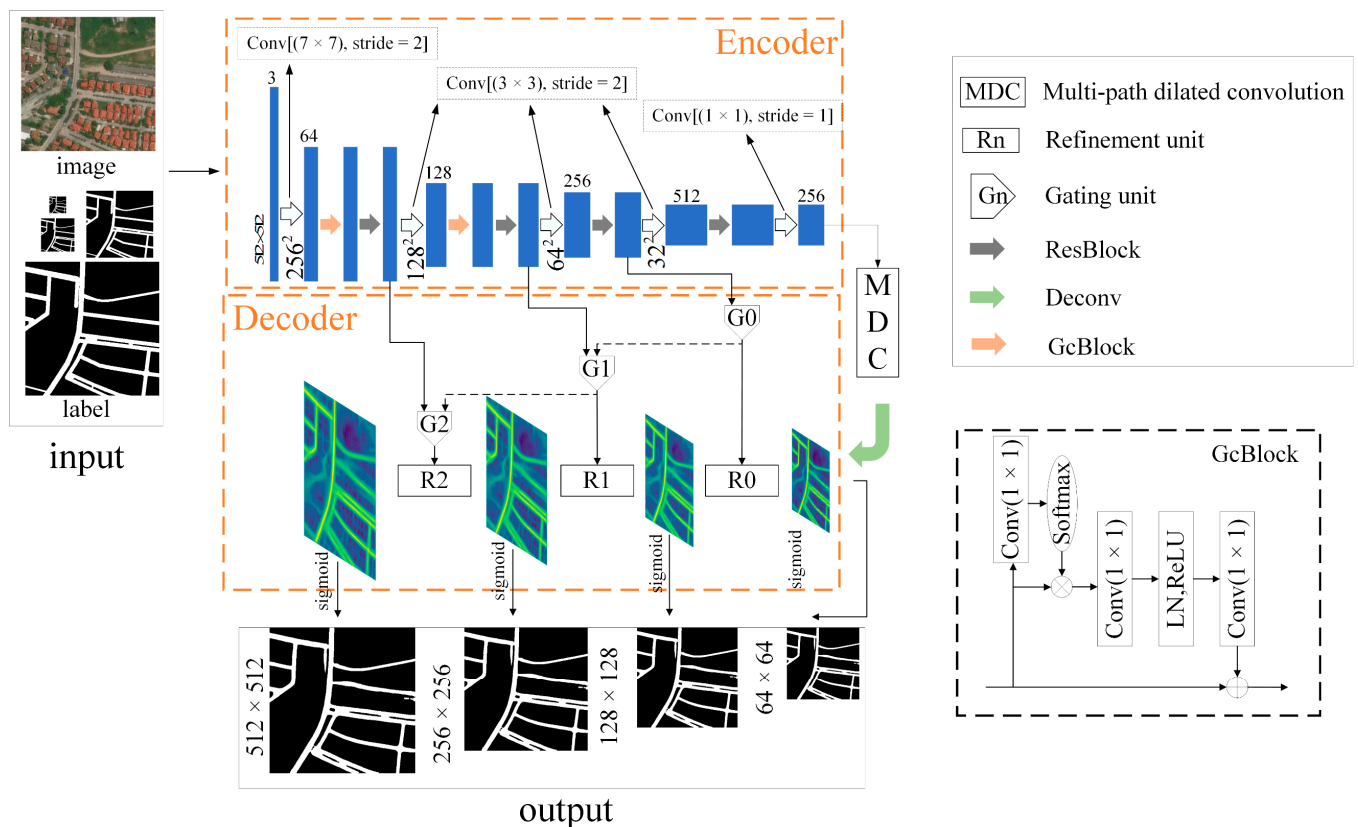 Conv[(7 × 7), stride = 2]
Encoder
Conv[(3 × 3), stride = 2]
Conv[(1 × 1), stride = 1]
3
64
128
256
512
256
512×512
256²
128²
64²
32²
image
label
input
M
D
C
Decoder
G0
G1
G2
R2
R1
R0
sigmoid
sigmoid
sigmoid
sigmoid
512 × 512
256 × 256
128 × 128
64 × 64
output
MDC Multi-path dilated convolution
Rn Refinement unit
Gn Gating unit
ResBlock
Deconv
GcBlock
GcBlock
Conv(1 × 1)
Softmax
Conv(1 × 1)
LN,ReLU
Conv(1 × 1)